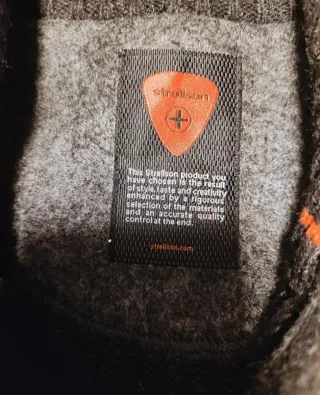 strellson
This Strellson product you
have chosen is the result
of style, taste and creativity
enhanced by a rigorous
selection of the materials
and an accurate quality
control at the end.
strellson.com